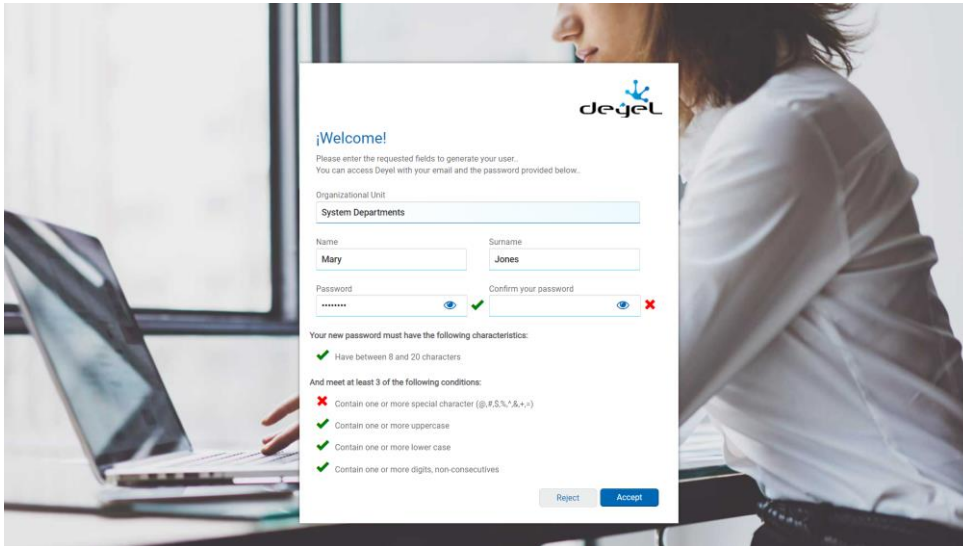 deyel
¡Welcome!
Please enter the requested fields to generate your user..
You can access Deyel with your email and the password provided below..
Organizational Unit
System Departments
Name Surname
Mary Jones
Password Confirm your password
••••••••
Your new password must have the following characteristics:
Have between 8 and 20 characters
And meet at least 3 of the following conditions:
Contain one or more special character (@,#,$,%,^,&,+,=)
Contain one or more uppercase
Contain one or more lower case
Contain one or more digits, non-consecutives
Reject Accept